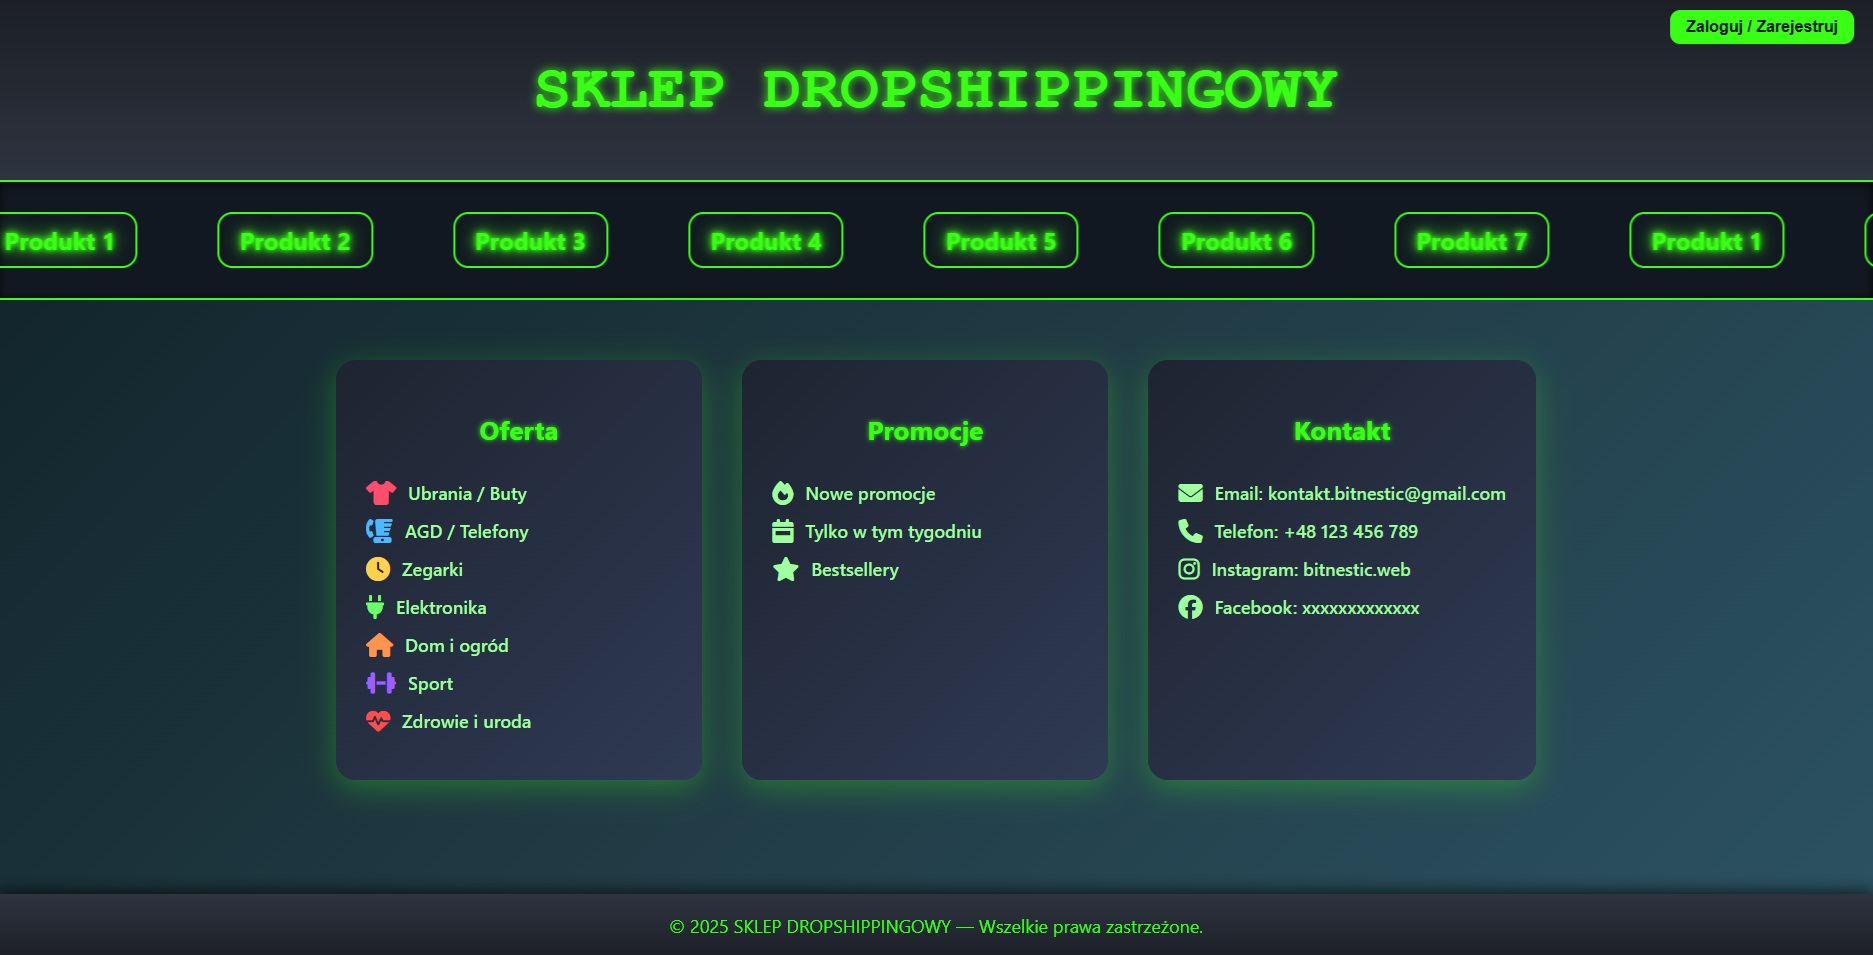 Zaloguj / Zarejestruj
SKLEP DROPSHIPPINGOWY
Produkt 1 Produkt 2 Produkt 3 Produkt 4 Produkt 5 Produkt 6 Produkt 7 Produkt 1
Oferta
Ubrania / Buty
AGD / Telefony
Zegarki
Elektronika
Dom i ogród
Sport
Zdrowie i uroda
Promocje
Nowe promocje
Tylko w tym tygodniu
Bestsellery
Kontakt
Email: kontakt.bitnestic@gmail.com
Telefon: +48 123 456 789
Instagram: bitnestic.web
Facebook: xxxxxxxxxxxxx
© 2025 SKLEP DROPSHIPPINGOWY — Wszelkie prawa zastrzeżone.